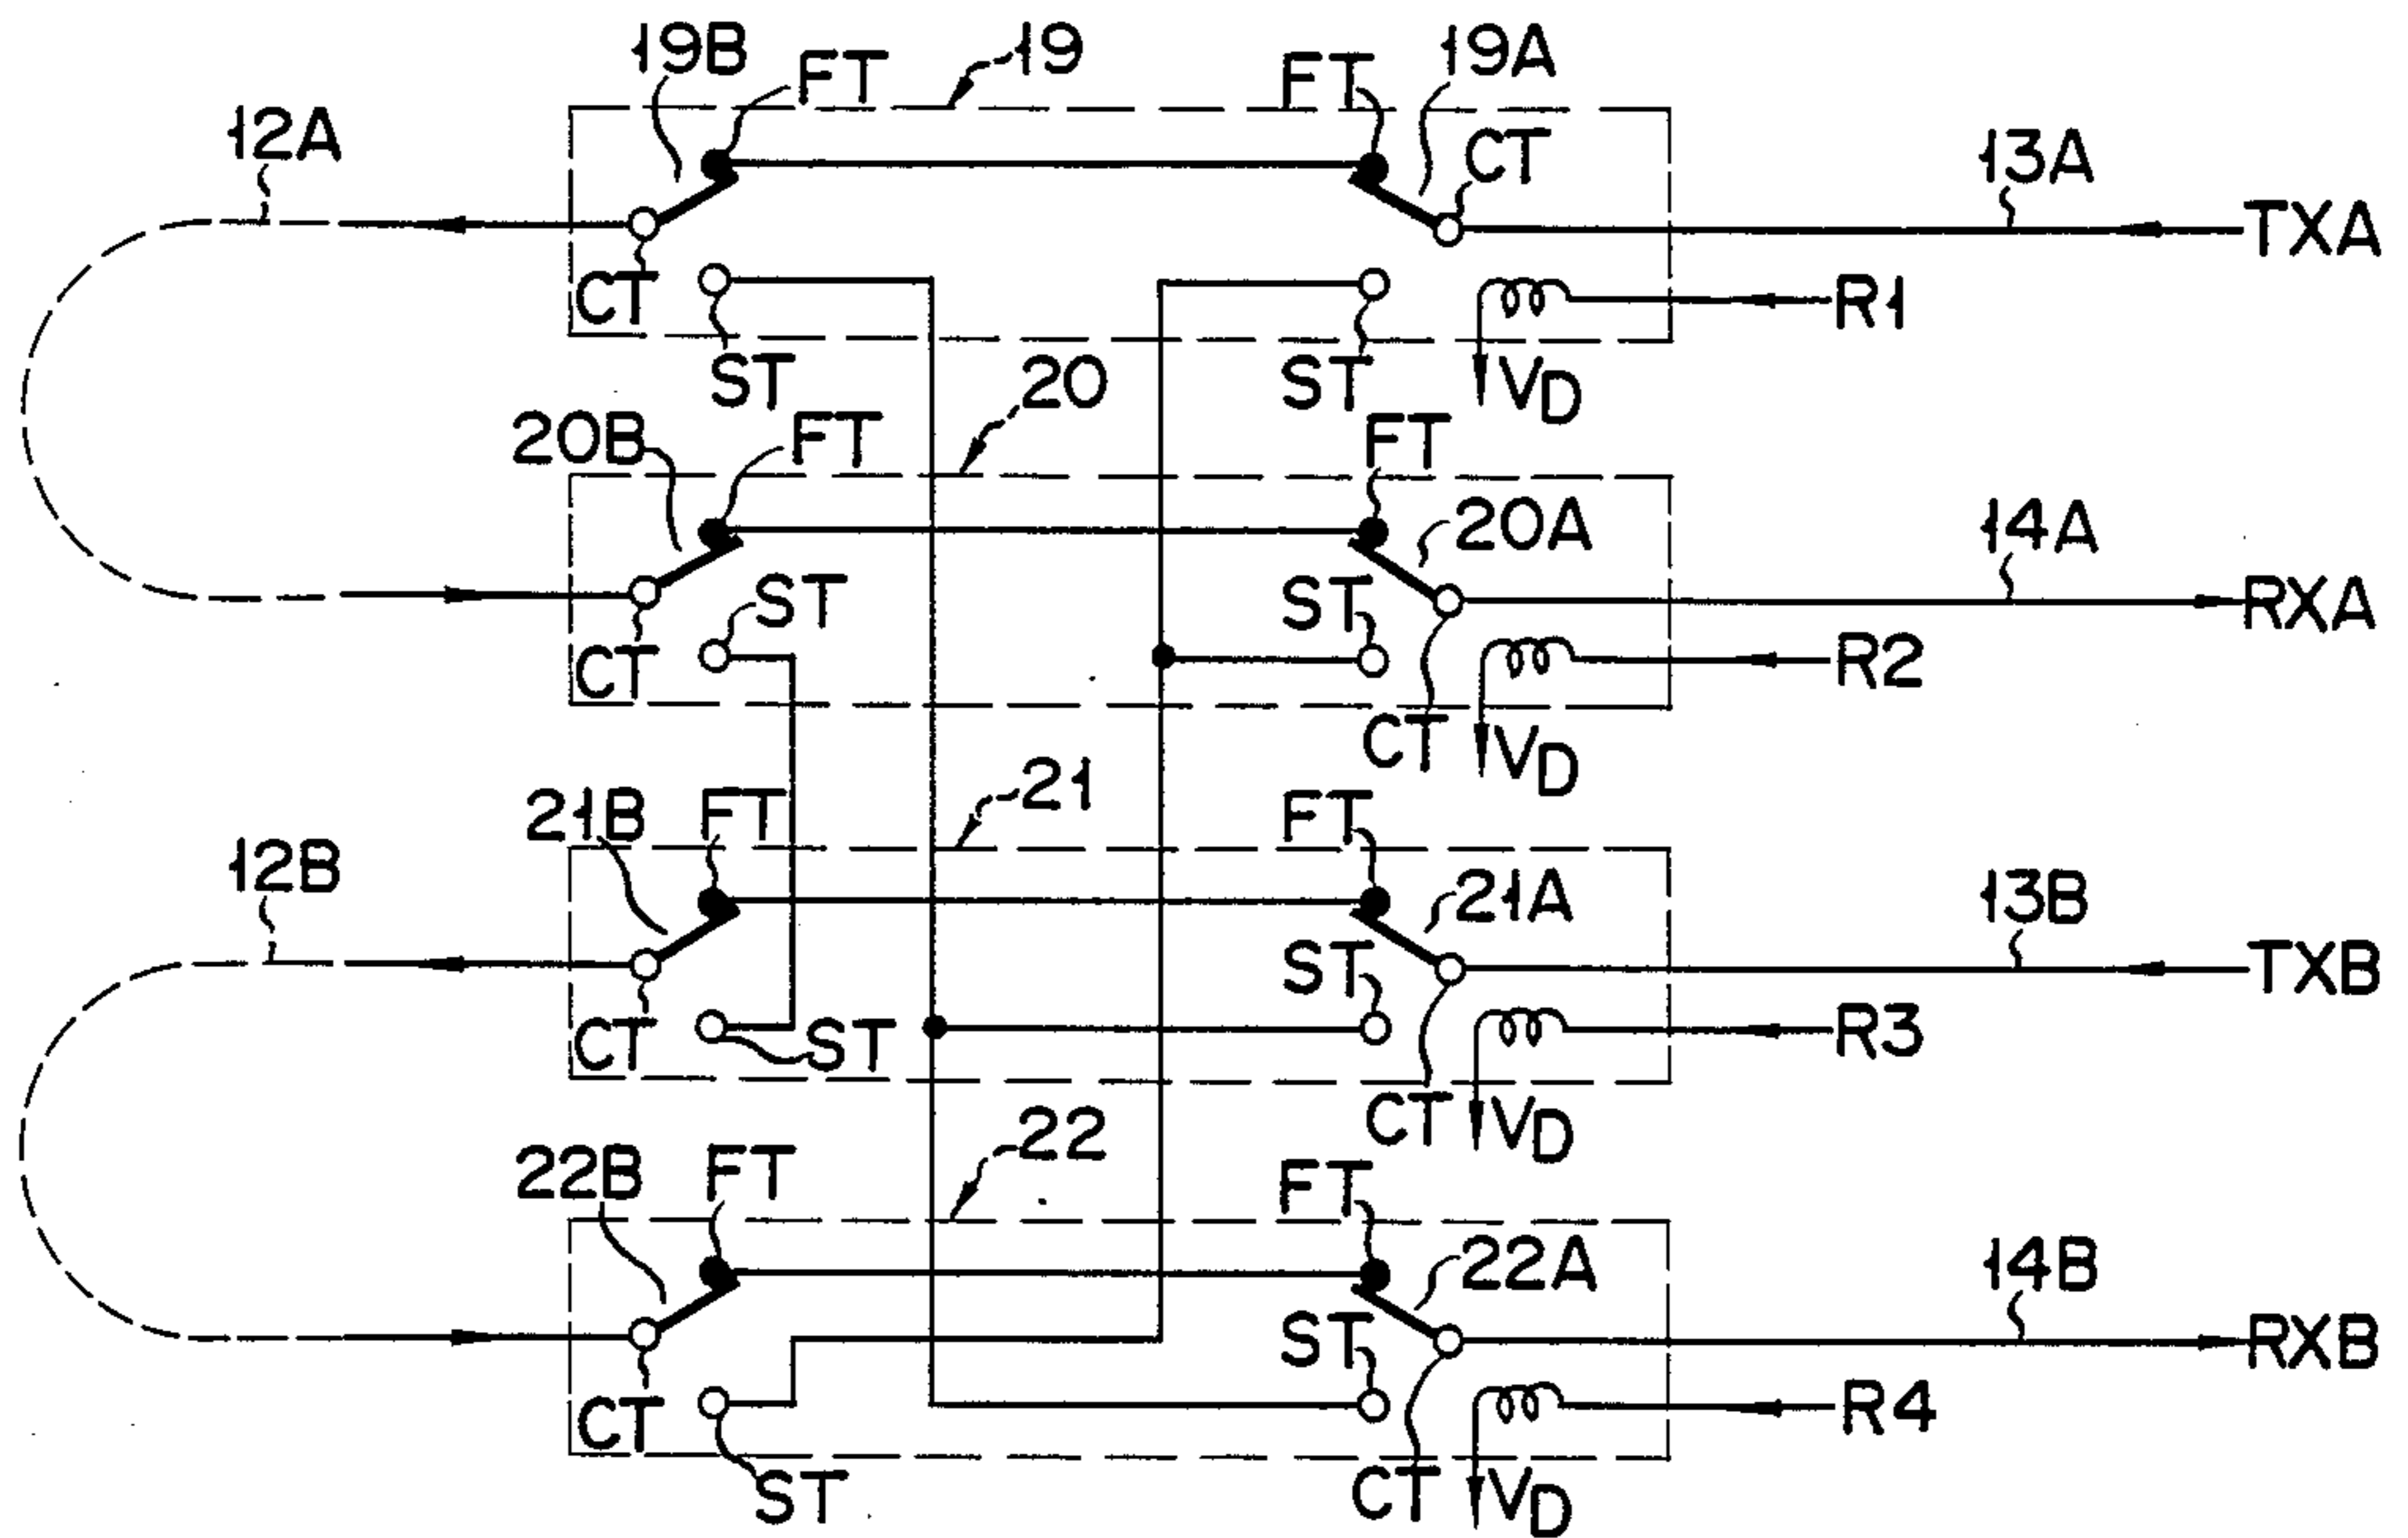 19B FT 19 FT 19A
12A CT 13A
TXA
CT R1
ST 20 ST VD
20B FT FT
20A 14A
ST ST RXA
CT R2
CT VD
21B FT 21 FT
12B 21A 13B
ST TXB
CT ST R3
22 CT VD
22B FT FT
22A 14B
ST RXB
CT R4
ST CT VD